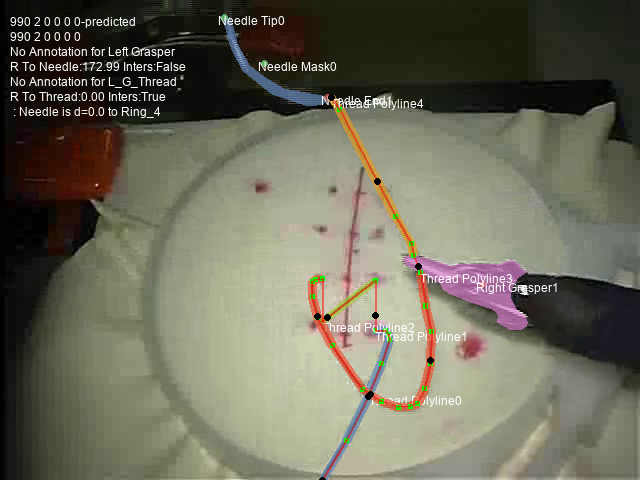 990 2 0 0 0 0-predicted
990 2 0 0 0 0
No Annotation for Left Grasper
R To Needle:172.99 Inters:False
No Annotation for L_G_Thread
R To Thread:0.00 Inters:True
: Needle is d=0.0 to Ring_4
Needle Tip0
Needle Mask0
Needle End1
Thread Polyline4
Thread Polyline3
Right Grasper1
Thread Polyline2
Thread Polyline1
Thread Polyline0